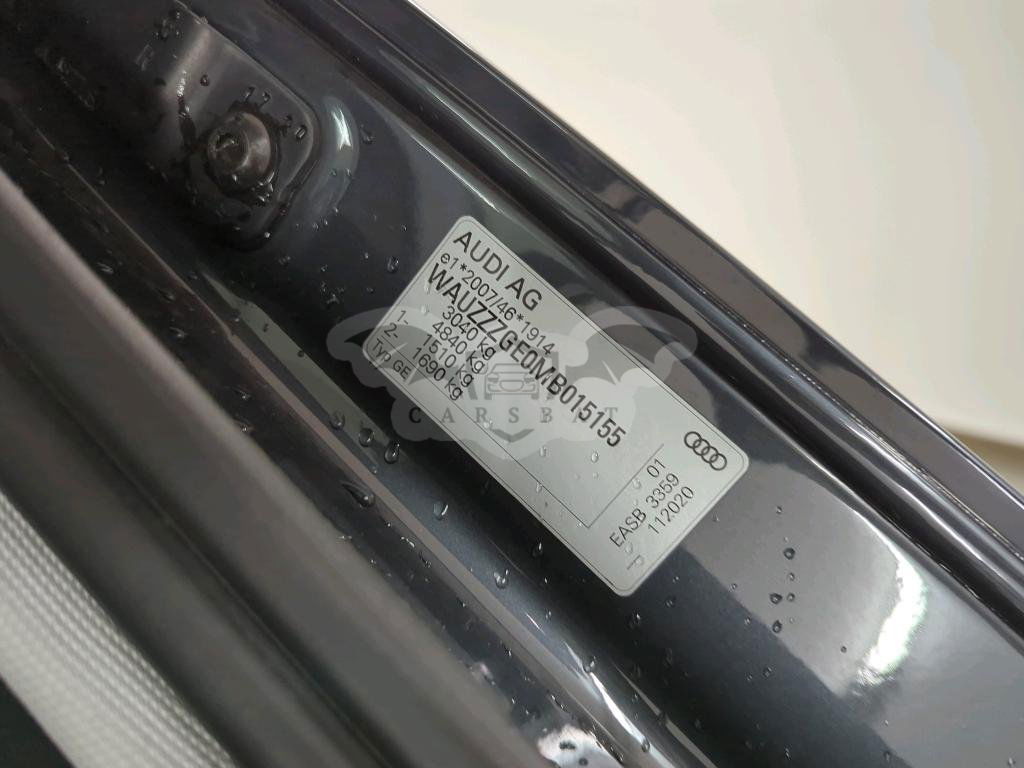 AUDI AG
e1*2007/46*1914
WAUZZZGE0MB015155
3040 kg
4840 kg
1- 1510 kg
2- 1690 kg
Typ GE
01
EASB 3359
P 112020
CARSBAT